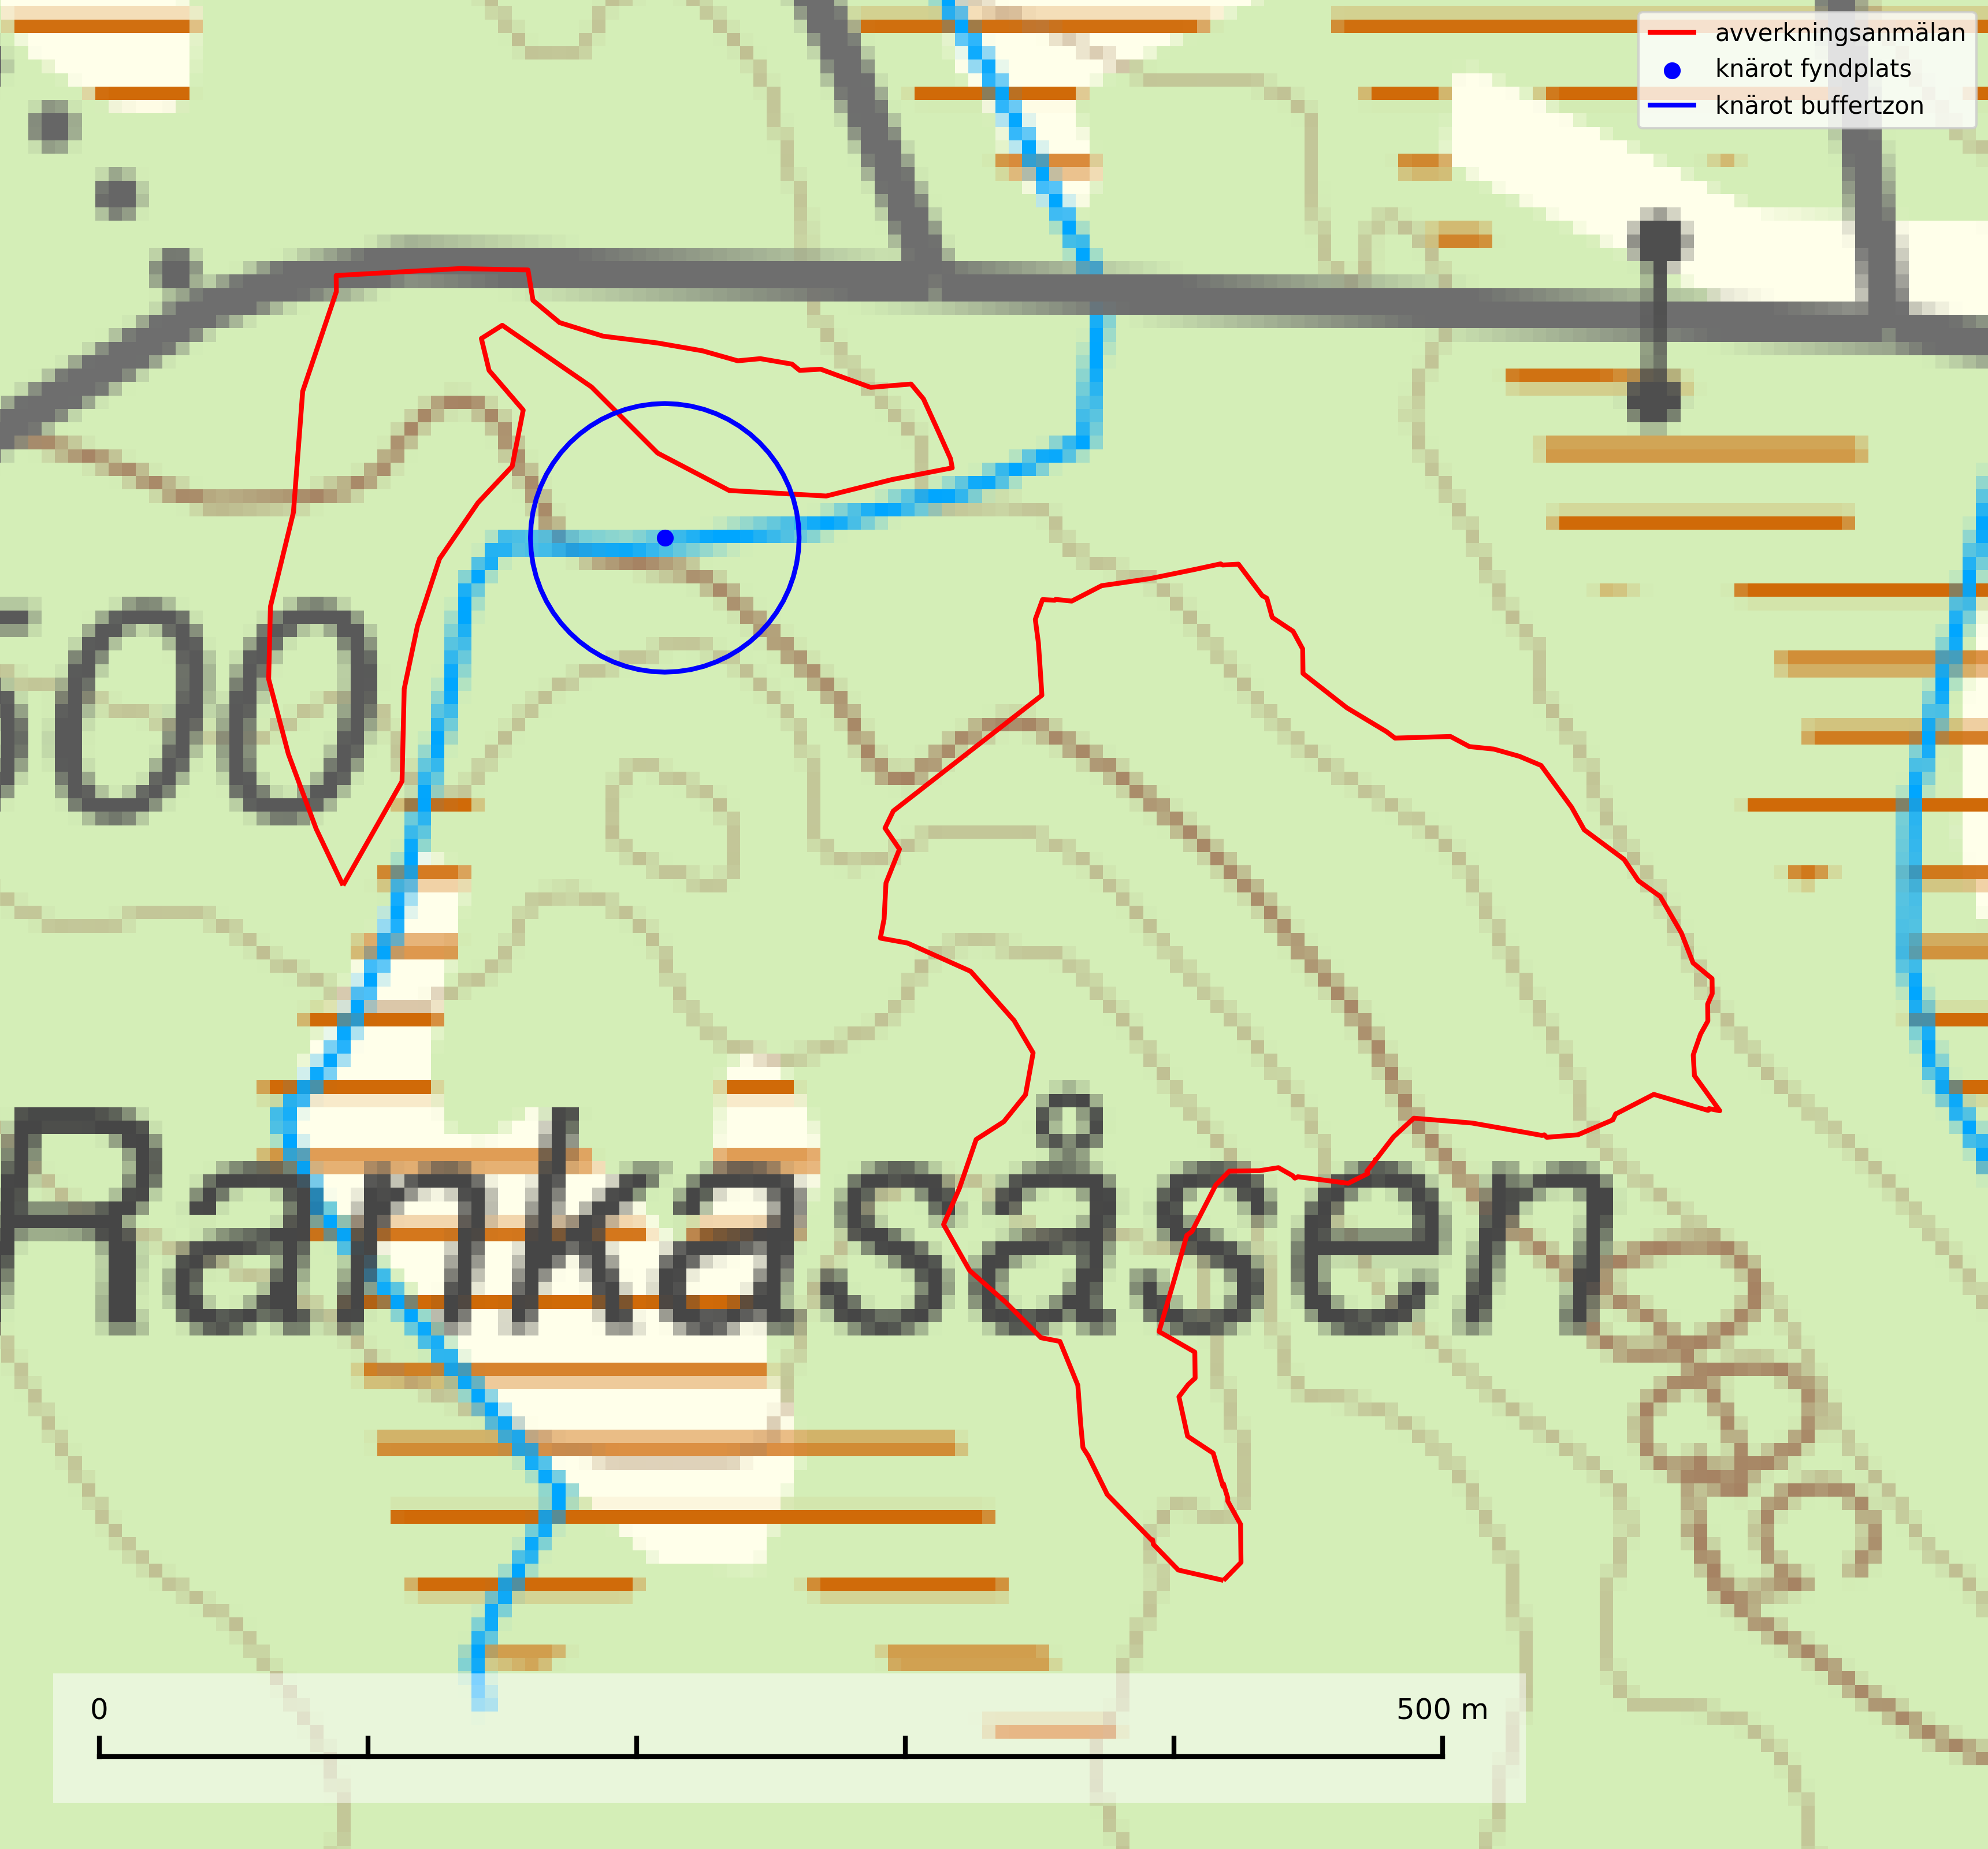 avverkningsanmälan
knärot fyndplats
knärot buffertzon
500
Rankasåsen
0
500 m